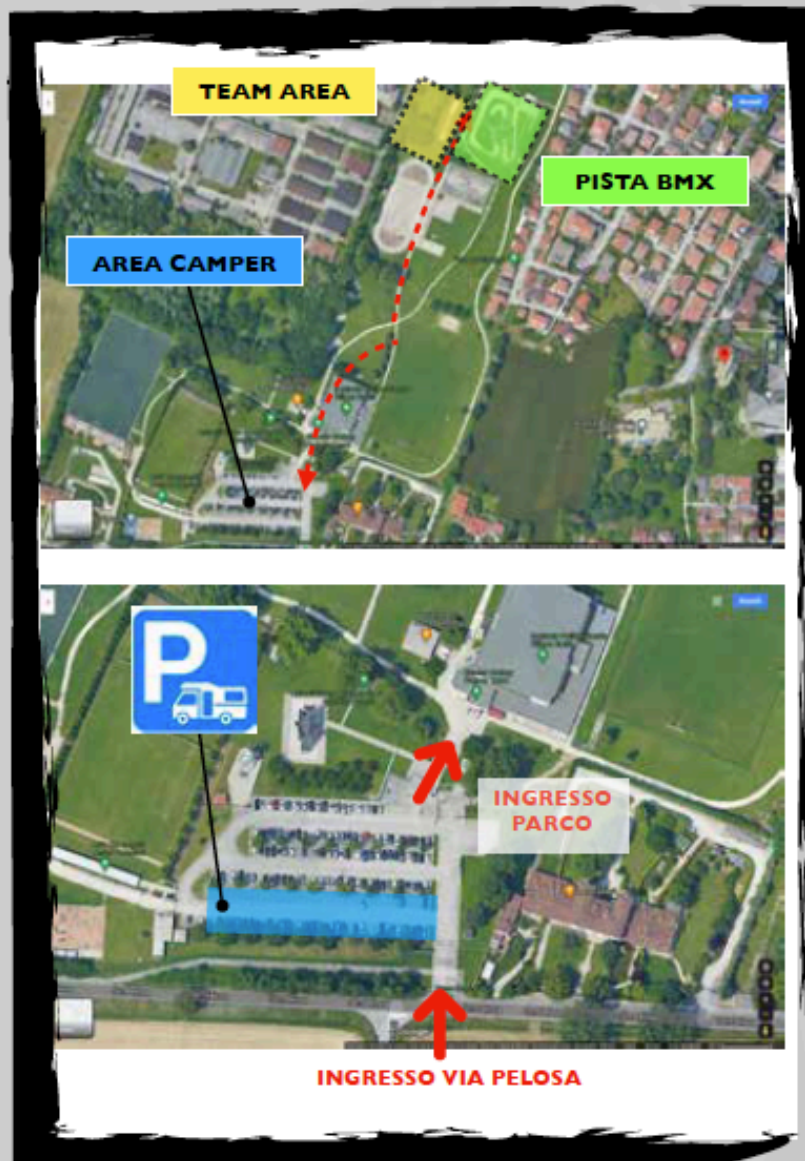 TEAM AREA
PISTA BMX
AREA CAMPER
P
INGRESSO
PARCO
INGRESSO VIA PELOSA